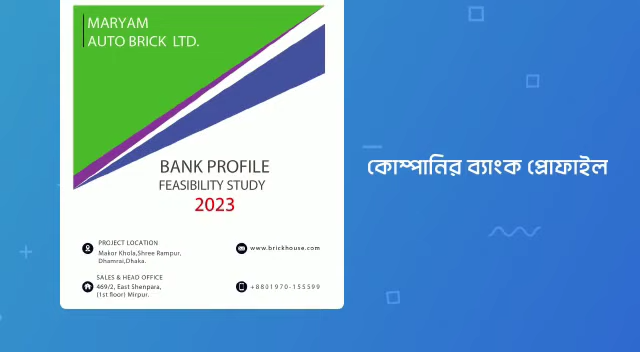 MARYAM
AUTO BRICK LTD.
BANK PROFILE
FEASIBILITY STUDY
2023
PROJECT LOCATION
Makor Khola,Shree Rampur,
Dhamrai,Dhaka.
www.brickhouse.com
SALES & HEAD OFFICE
469/2, East Shenpara,
(1st floor) Mirpur.
+8801970-155599
কোম্পানির ব্যাংক প্রোফাইল